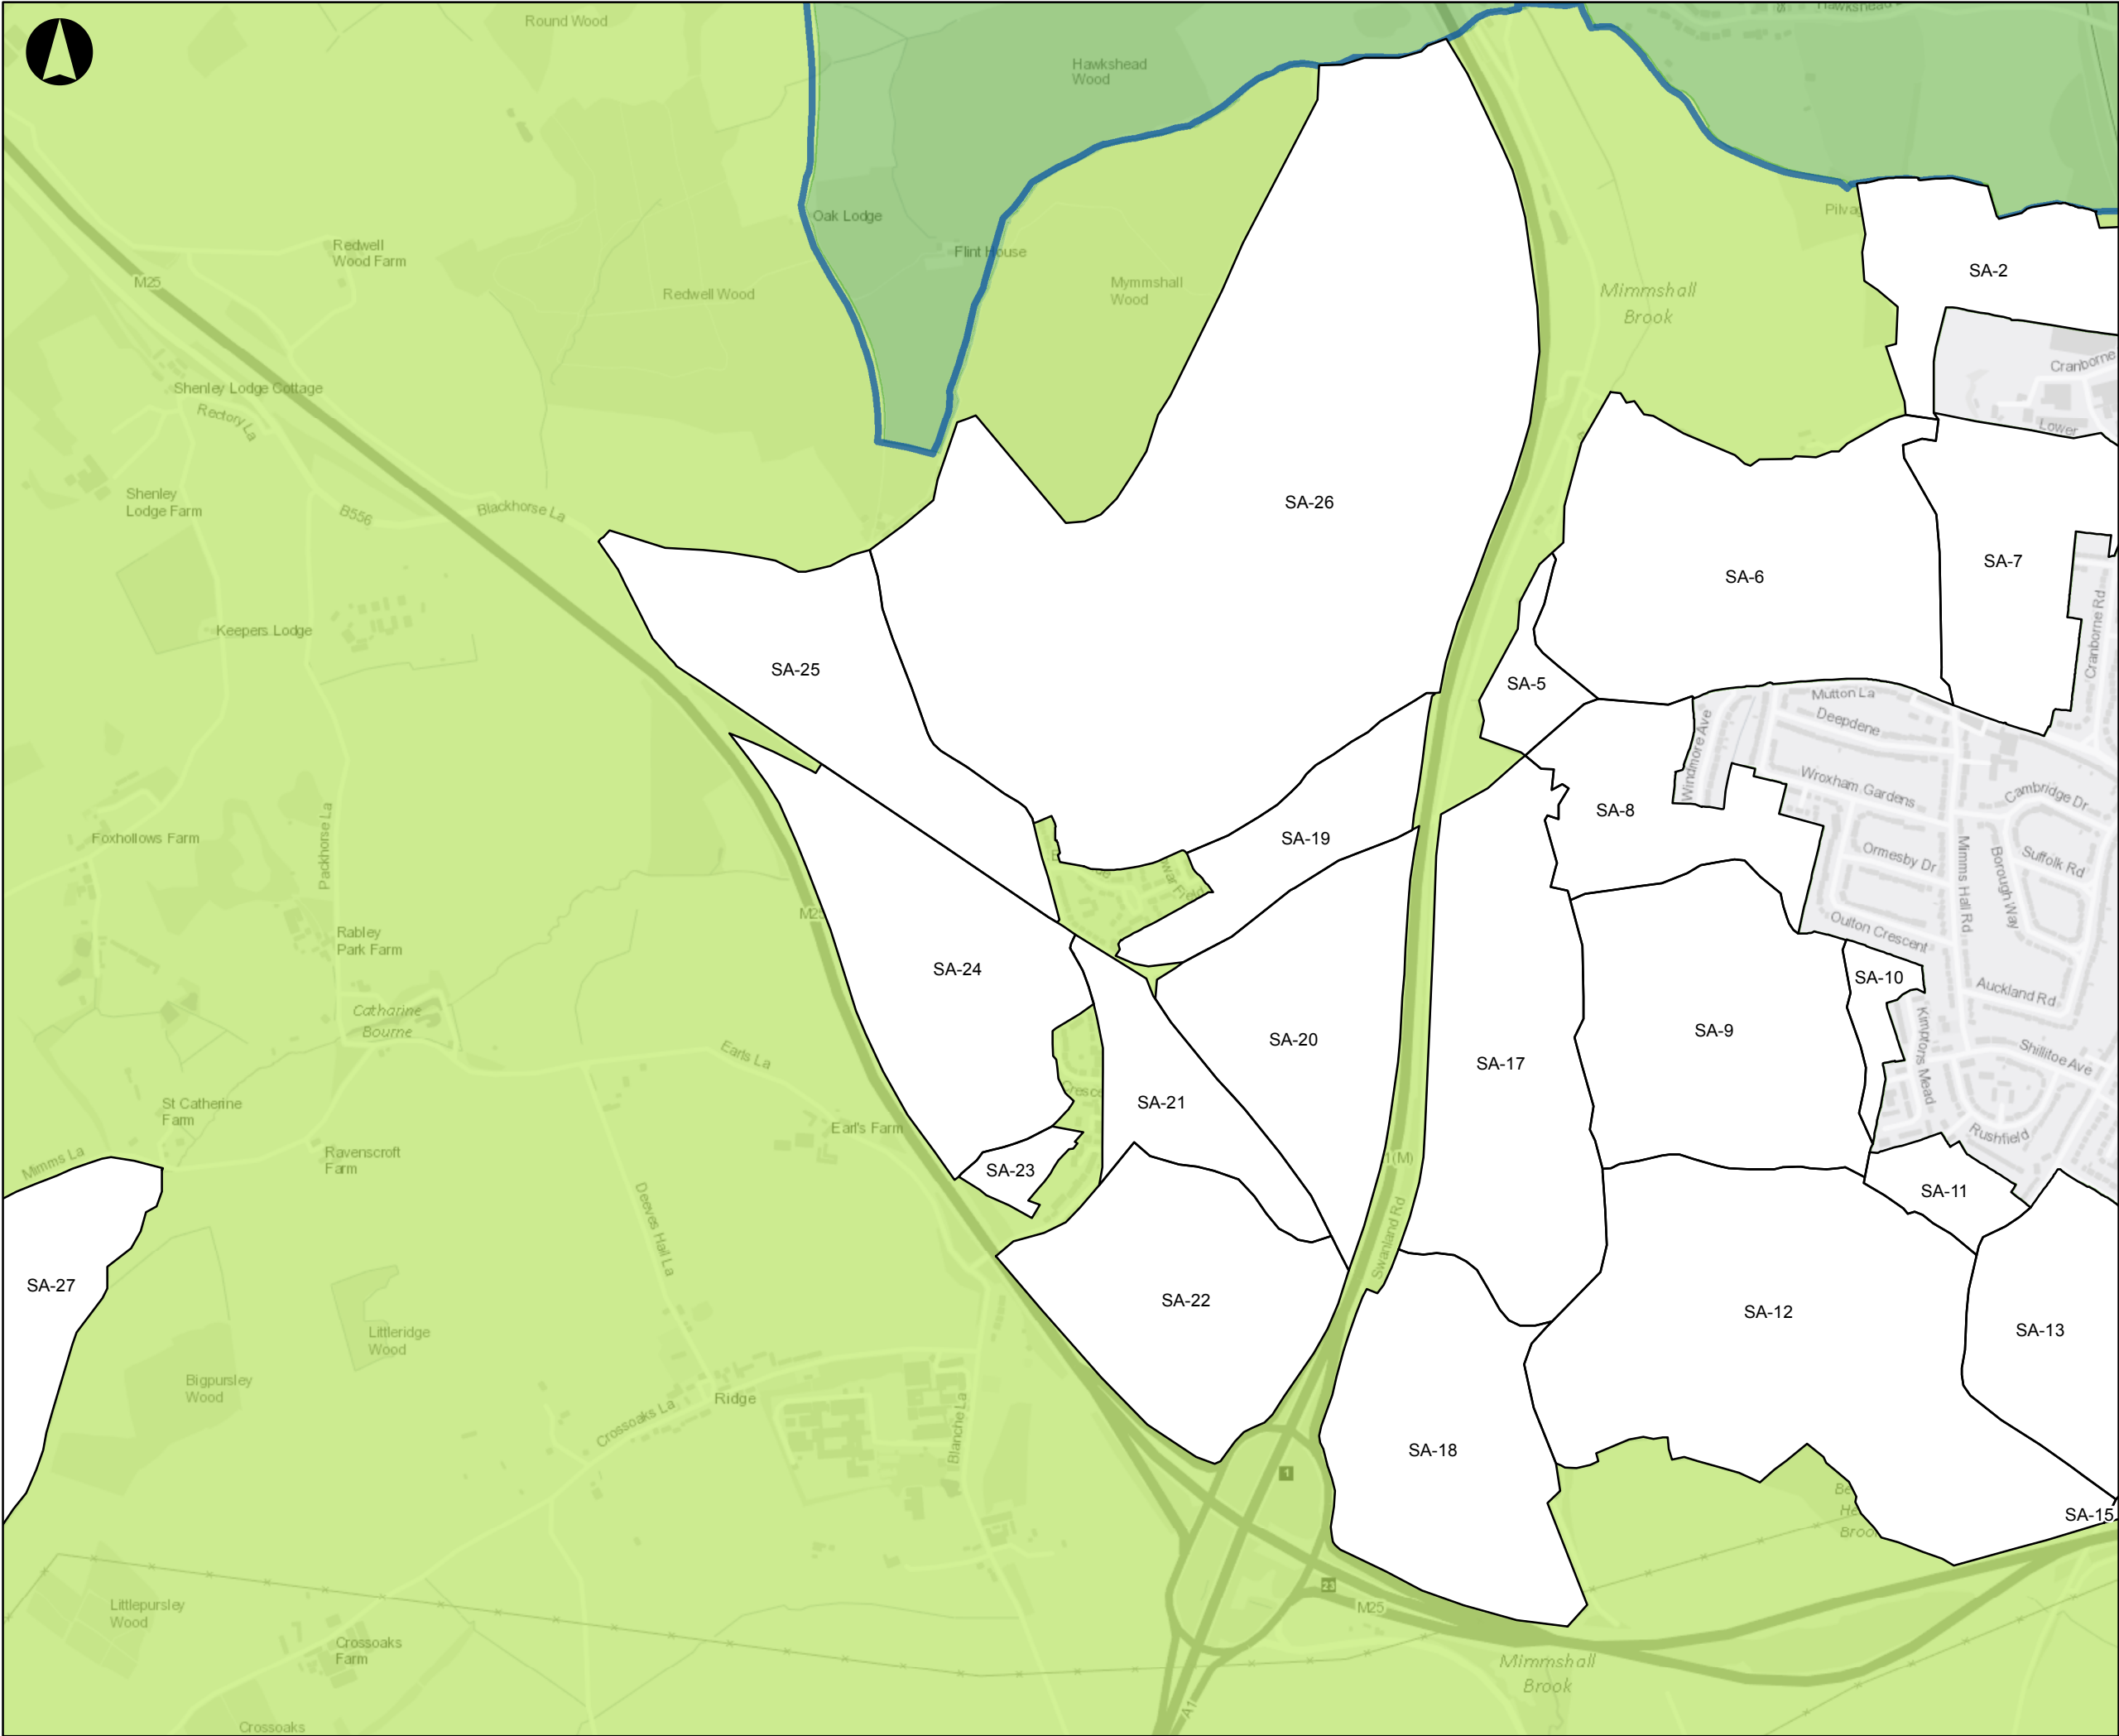 Round Wood
Hawkshead
Hawkshead
Wood
Oak Lodge
Flint House
Redwell
Wood Farm
M25
Redwell Wood
Mymmshall
Wood
Mimmshall
Brook
SA-2
Cranborne
Lower
Shenley Lodge Cottage
Rectory La
Shenley
Lodge Farm
B556
Blackhorse La
SA-26
SA-6
SA-7
Cranborne Rd
Keepers Lodge
SA-25
SA-5
Mutton La
Deepdene
Windmore Ave
Wroxham Gardens
Cambridge Dr
SA-8
SA-19
Foxhollows Farm
Packhorse La
Ormesby Dr
Mimms Hall Rd
Borough Way
Suffolk Rd
M25
Rabley
Park Farm
Oulton Crescent
SA-24
SA-10
Auckland Rd
Catharine
Bourne
SA-20
SA-9
Kimptons Mead
Shillitoe Ave
Earls La
SA-17
St Catherine
Farm
SA-21
Earl's Farm
Rushfield
Mimms La
Ravenscroft
Farm
SA-23
1(M)
SA-11
Deeves Hall La
Swanland Rd
SA-27
SA-22
SA-12
SA-13
Littleridge
Wood
Bigpursley
Wood
Ridge
Crossoaks La
Blanche La
SA-18
1
SA-15
Brook
23
M25
Littlepursley
Wood
Crossoaks
Farm
Mimmshall
Brook
A1
Crossoaks